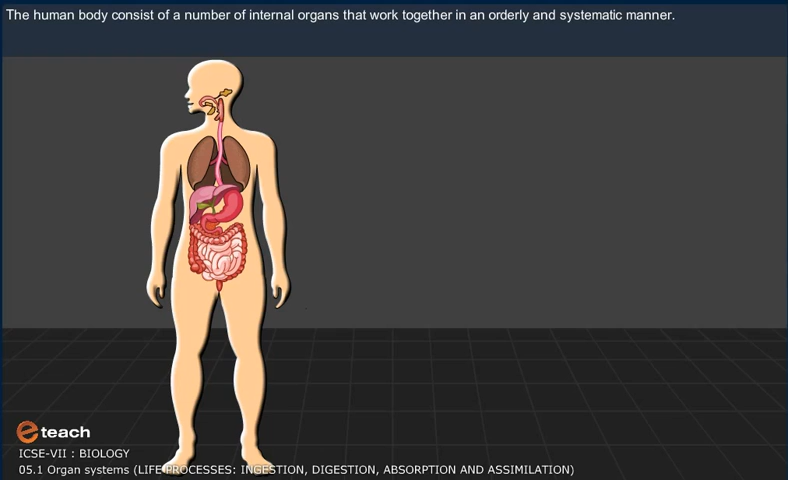 The human body consist of a number of internal organs that work together in an orderly and systematic manner.
e teach
ICSE-VII : BIOLOGY
05.1 Organ systems (LIFE PROCESSES: INGESTION, DIGESTION, ABSORPTION AND ASSIMILATION)